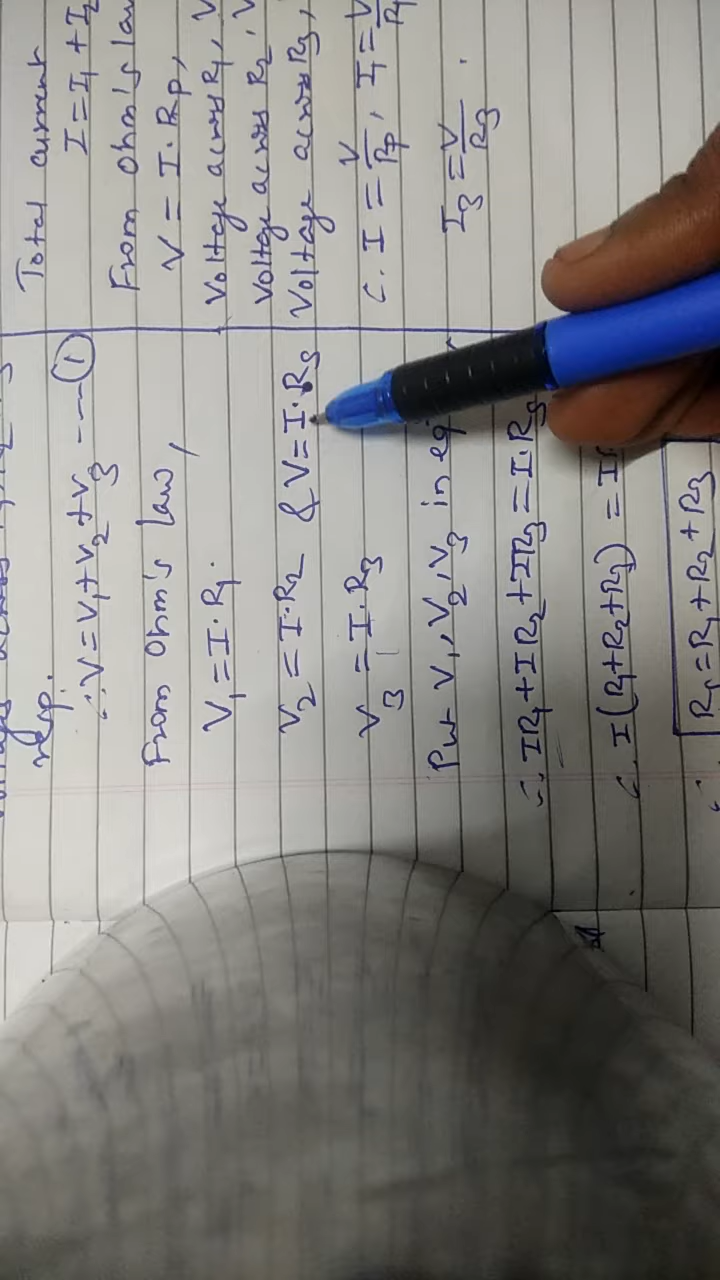 resp.
∴ V = V₁ + V₂ + V₃ --- ①
From Ohm's law,
V₁ = I·R₁.
V₂ = I·R₂ & V = I·Rs
V₃ = I·R₃
Put V₁, V₂, V₃ in eq
∴ IR₁ + IR₂ + IR₃ = I·Rs
∴ I(R₁+R₂+R₃) = I
∴ Rs = R₁ + R₂ + R₃
Total current
I = I₁ + I₂
From Ohm's law
V = I·Rp,
Voltage across R₁, V
Voltage across R₂, V
Voltage across R₃,
∴ I = V/Rp, I₁ = V/R₁
I₃ = V/R₃.